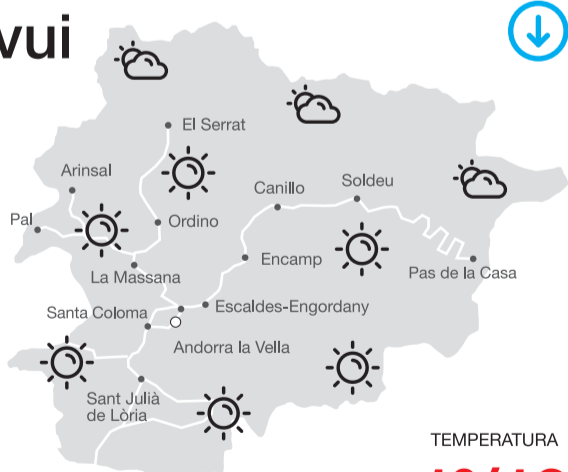 vui
El Serrat
Arinsal
Canillo
Soldeu
Pal
Ordino
Encamp
La Massana
Pas de la Casa
Santa Coloma
Escaldes-Engordany
Andorra la Vella
Sant Julià
de Lòria
TEMPERATURA